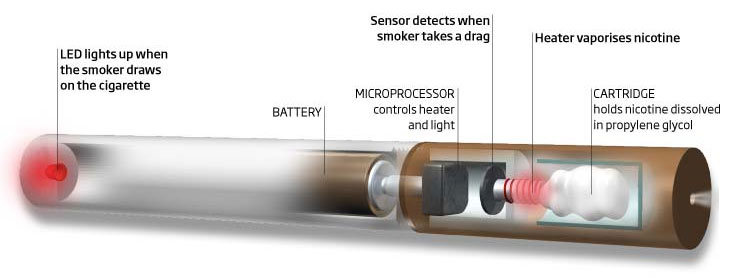 LED lights up when
the smoker draws
on the cigarette
BATTERY
MICROPROCESSOR
controls heater
and light
Sensor detects when
smoker takes a drag
Heater vaporises nicotine
CARTRIDGE
holds nicotine dissolved
in propylene glycol